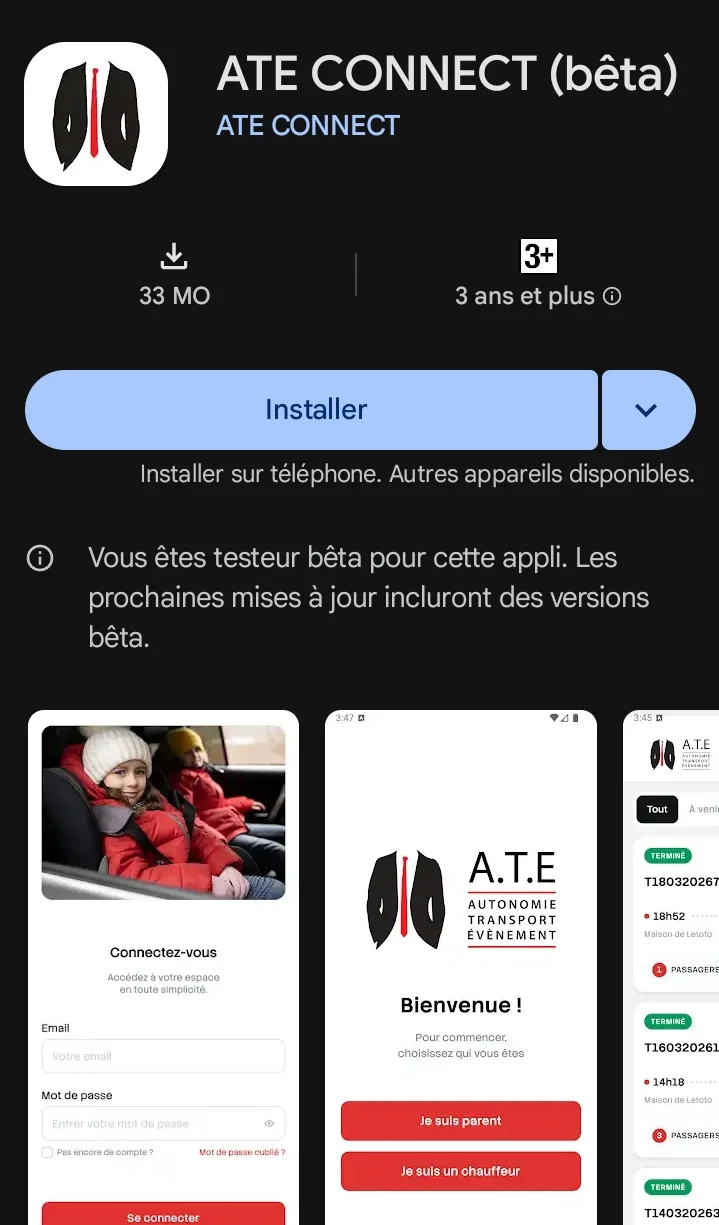 ATE CONNECT (bêta)
ATE CONNECT
3+
33 MO
3 ans et plus
Installer
Installer sur téléphone. Autres appareils disponibles.
Vous êtes testeur bêta pour cette appli. Les
prochaines mises à jour incluront des versions
bêta.
Connectez-vous
Accédez à votre espace
en toute simplicité.
Email
Votre email
Mot de passe
Entrer votre mot de passe
Pas encore de compte ?
Mot de passe oublié ?
Se connecter
3:47
A.T.E
AUTONOMIE
TRANSPORT
ÉVÈNEMENT
Bienvenue !
Pour commencer,
choisissez qui vous êtes
Je suis parent
Je suis un chauffeur
3:45
A.T.E
AUTONOMIE
TRANSPORT
ÉVÈNEMENT
Tout
À venir
TERMINÉ
T180320267
18h52
Maison de Letoto
1 PASSAGERS
TERMINÉ
T160320261
14h18
Maison de Letoto
3 PASSAGERS
TERMINÉ
T140320263